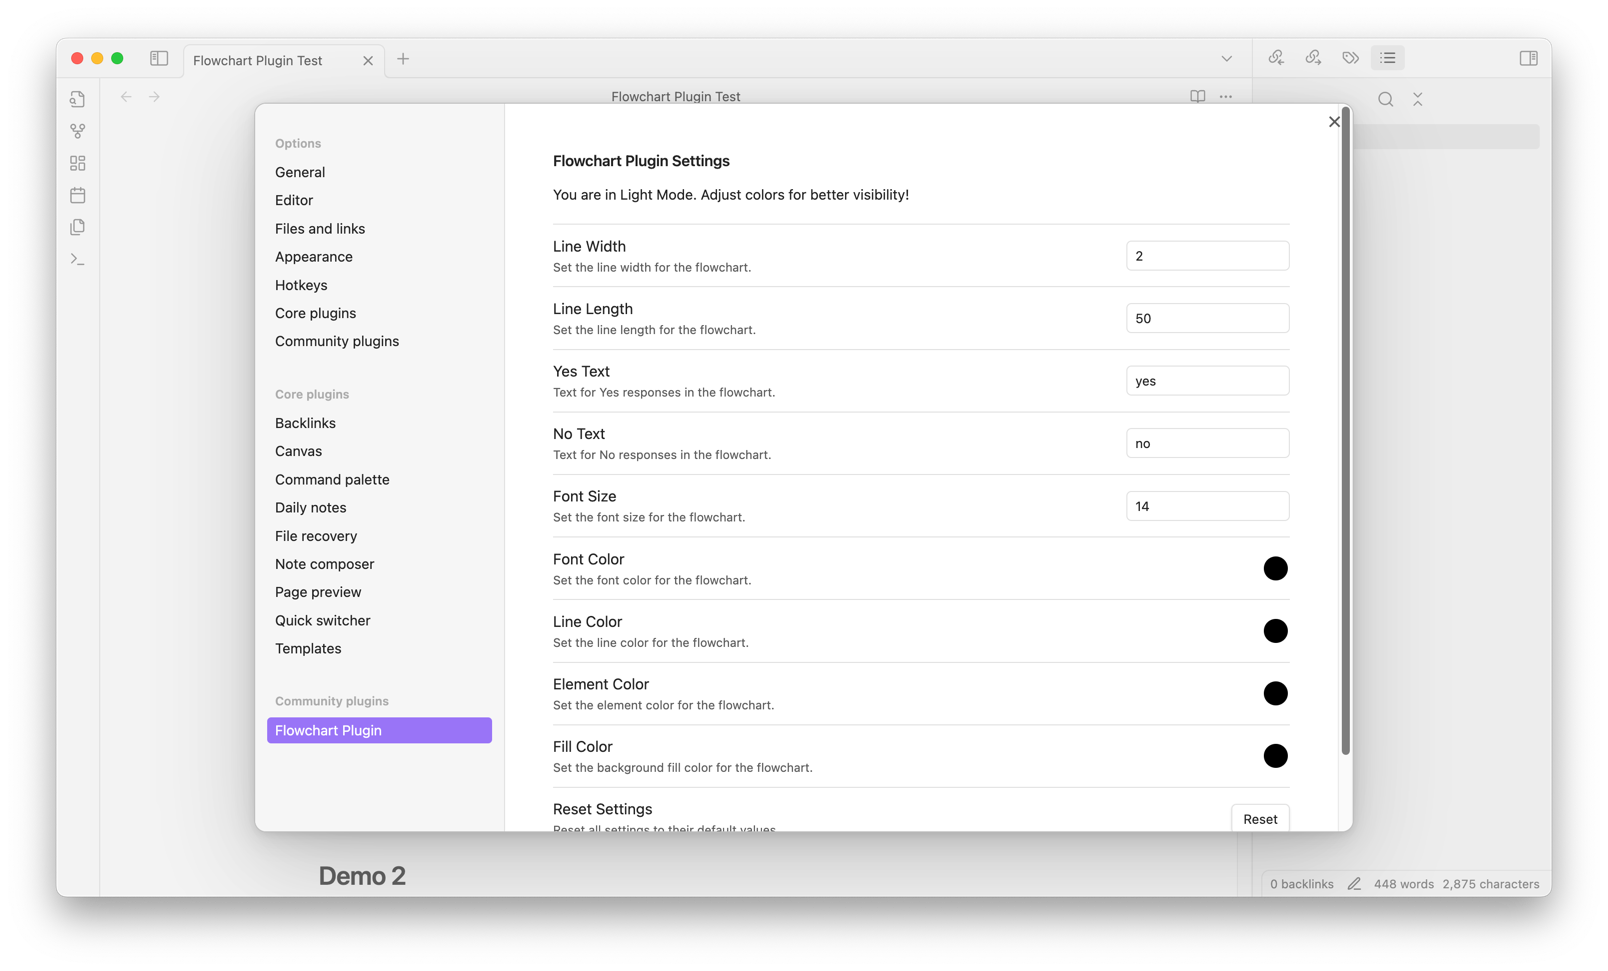 Flowchart Plugin Test
Flowchart Plugin Test
Options
General
Editor
Files and links
Appearance
Hotkeys
Core plugins
Community plugins
Core plugins
Backlinks
Canvas
Command palette
Daily notes
File recovery
Note composer
Page preview
Quick switcher
Templates
Community plugins
Flowchart Plugin
Flowchart Plugin Settings
You are in Light Mode. Adjust colors for better visibility!
Line Width
Set the line width for the flowchart.
2
Line Length
Set the line length for the flowchart.
50
Yes Text
Text for Yes responses in the flowchart.
yes
No Text
Text for No responses in the flowchart.
no
Font Size
Set the font size for the flowchart.
14
Font Color
Set the font color for the flowchart.
Line Color
Set the line color for the flowchart.
Element Color
Set the element color for the flowchart.
Fill Color
Set the background fill color for the flowchart.
Reset Settings
Reset all settings to their default values
Reset
Demo 2
0 backlinks
448 words
2,875 characters